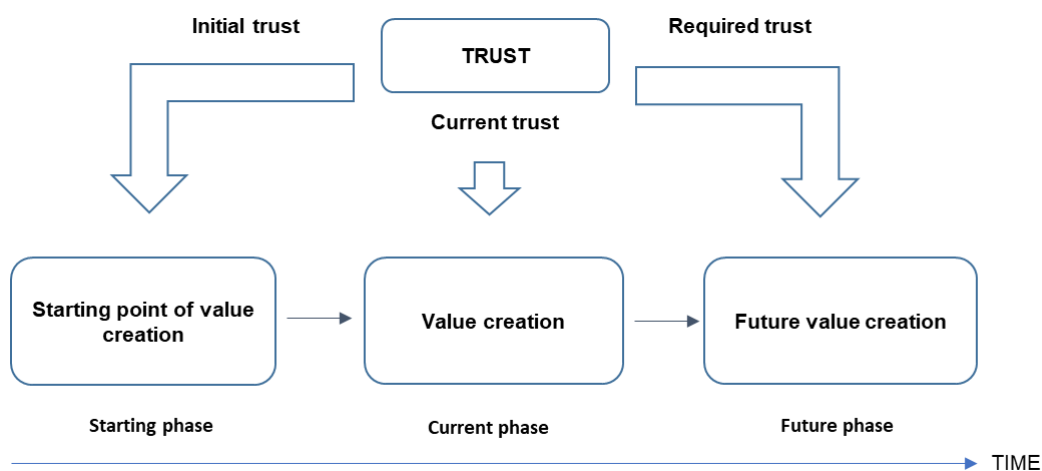 Initial trust
TRUST
Required trust
Current trust
Starting point of value
creation
Value creation
Future value creation
Starting phase
Current phase
Future phase
TIME